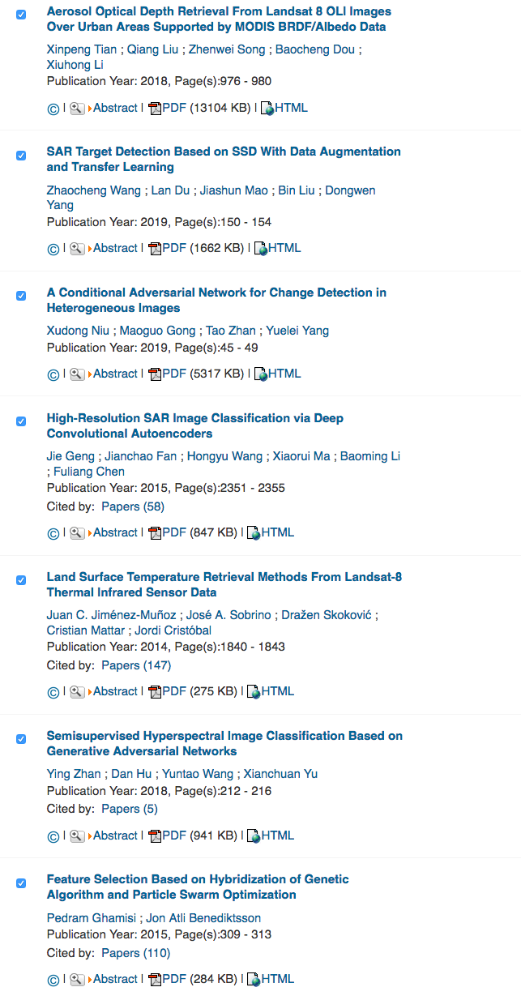 Aerosol Optical Depth Retrieval From Landsat 8 OLI Images
Over Urban Areas Supported by MODIS BRDF/Albedo Data
Xinpeng Tian ; Qiang Liu ; Zhenwei Song ; Baocheng Dou ;
Xiuhong Li
Publication Year: 2018, Page(s):976 - 980
© | Abstract | PDF (13104 KB) | HTML
SAR Target Detection Based on SSD With Data Augmentation
and Transfer Learning
Zhaocheng Wang ; Lan Du ; Jiashun Mao ; Bin Liu ; Dongwen
Yang
Publication Year: 2019, Page(s):150 - 154
© | Abstract | PDF (1662 KB) | HTML
A Conditional Adversarial Network for Change Detection in
Heterogeneous Images
Xudong Niu ; Maoguo Gong ; Tao Zhan ; Yuelei Yang
Publication Year: 2019, Page(s):45 - 49
© | Abstract | PDF (5317 KB) | HTML
High-Resolution SAR Image Classification via Deep
Convolutional Autoencoders
Jie Geng ; Jianchao Fan ; Hongyu Wang ; Xiaorui Ma ; Baoming Li
; Fuliang Chen
Publication Year: 2015, Page(s):2351 - 2355
Cited by: Papers (58)
© | Abstract | PDF (847 KB) | HTML
Land Surface Temperature Retrieval Methods From Landsat-8
Thermal Infrared Sensor Data
Juan C. Jiménez-Muñoz ; José A. Sobrino ; Dražen Skoković ;
Cristian Mattar ; Jordi Cristóbal
Publication Year: 2014, Page(s):1840 - 1843
Cited by: Papers (147)
© | Abstract | PDF (275 KB) | HTML
Semisupervised Hyperspectral Image Classification Based on
Generative Adversarial Networks
Ying Zhan ; Dan Hu ; Yuntao Wang ; Xianchuan Yu
Publication Year: 2018, Page(s):212 - 216
Cited by: Papers (5)
© | Abstract | PDF (941 KB) | HTML
Feature Selection Based on Hybridization of Genetic
Algorithm and Particle Swarm Optimization
Pedram Ghamisi ; Jon Atli Benediktsson
Publication Year: 2015, Page(s):309 - 313
Cited by: Papers (110)
© | Abstract | PDF (284 KB) | HTML